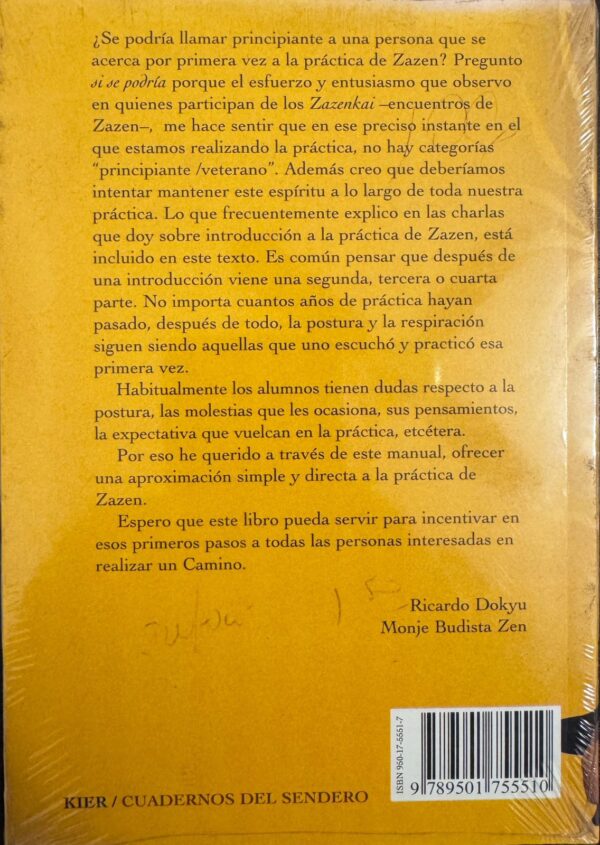 ¿Se podría llamar principiante a una persona que se
acerca por primera vez a la práctica de Zazen? Pregunto
si se podría porque el esfuerzo y entusiasmo que observo
en quienes participan de los Zazenkai –encuentros de
Zazen–, me hace sentir que en ese preciso instante en el
que estamos realizando la práctica, no hay categorías
“principiante /veterano”. Además creo que deberíamos
intentar mantener este espíritu a lo largo de toda nuestra
práctica. Lo que frecuentemente explico en las charlas
que doy sobre introducción a la práctica de Zazen, está
incluido en este texto. Es común pensar que después de
una introducción viene una segunda, tercera o cuarta
parte. No importa cuantos años de práctica hayan
pasado, después de todo, la postura y la respiración
siguen siendo aquellas que uno escuchó y practicó esa
primera vez.
Habitualmente los alumnos tienen dudas respecto a la
postura, las molestias que les ocasiona, sus pensamientos,
la expectativa que vuelcan en la práctica, etcétera.
Por eso he querido a través de este manual, ofrecer
una aproximación simple y directa a la práctica de
Zazen.
Espero que este libro pueda servir para incentivar en
esos primeros pasos a todas las personas interesadas en
realizar un Camino.
Ricardo Dokyu
Monje Budista Zen
9 789501 755510
KIER / CUADERNOS DEL SENDERO